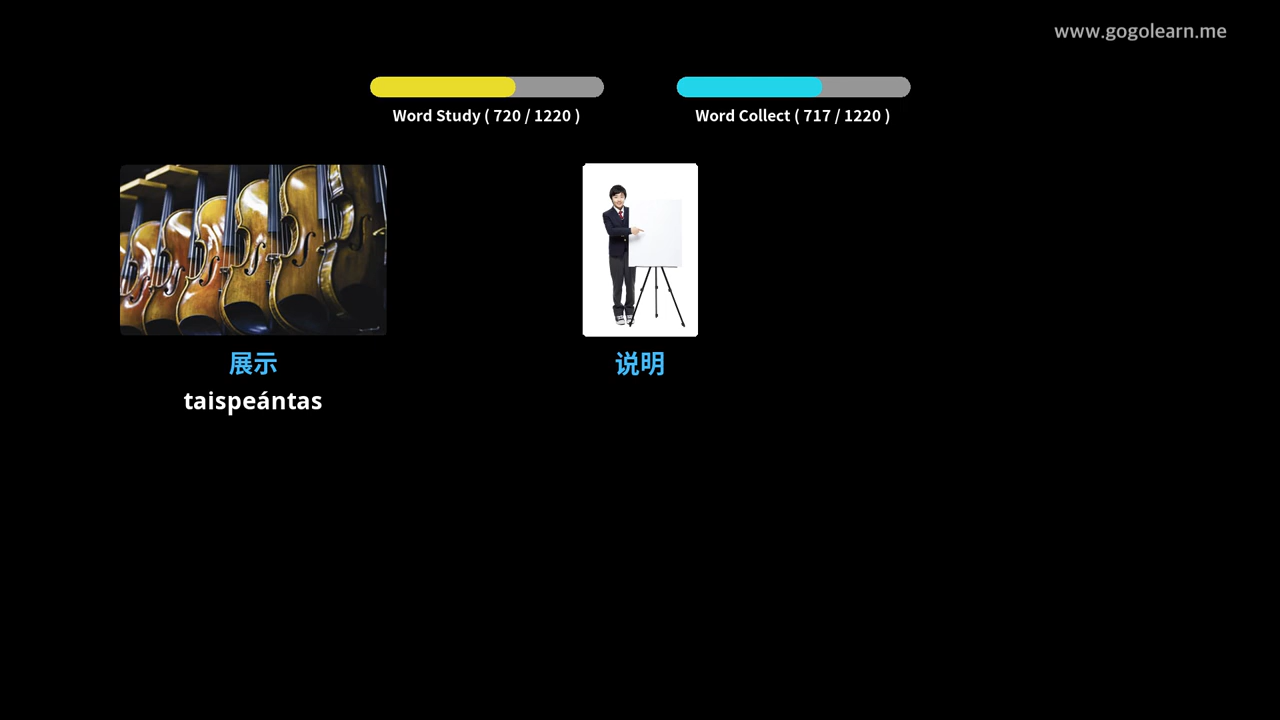 www.gogolearn.me
Word Study ( 720 / 1220 )
Word Collect ( 717 / 1220 )
展示
taispeántas
说明